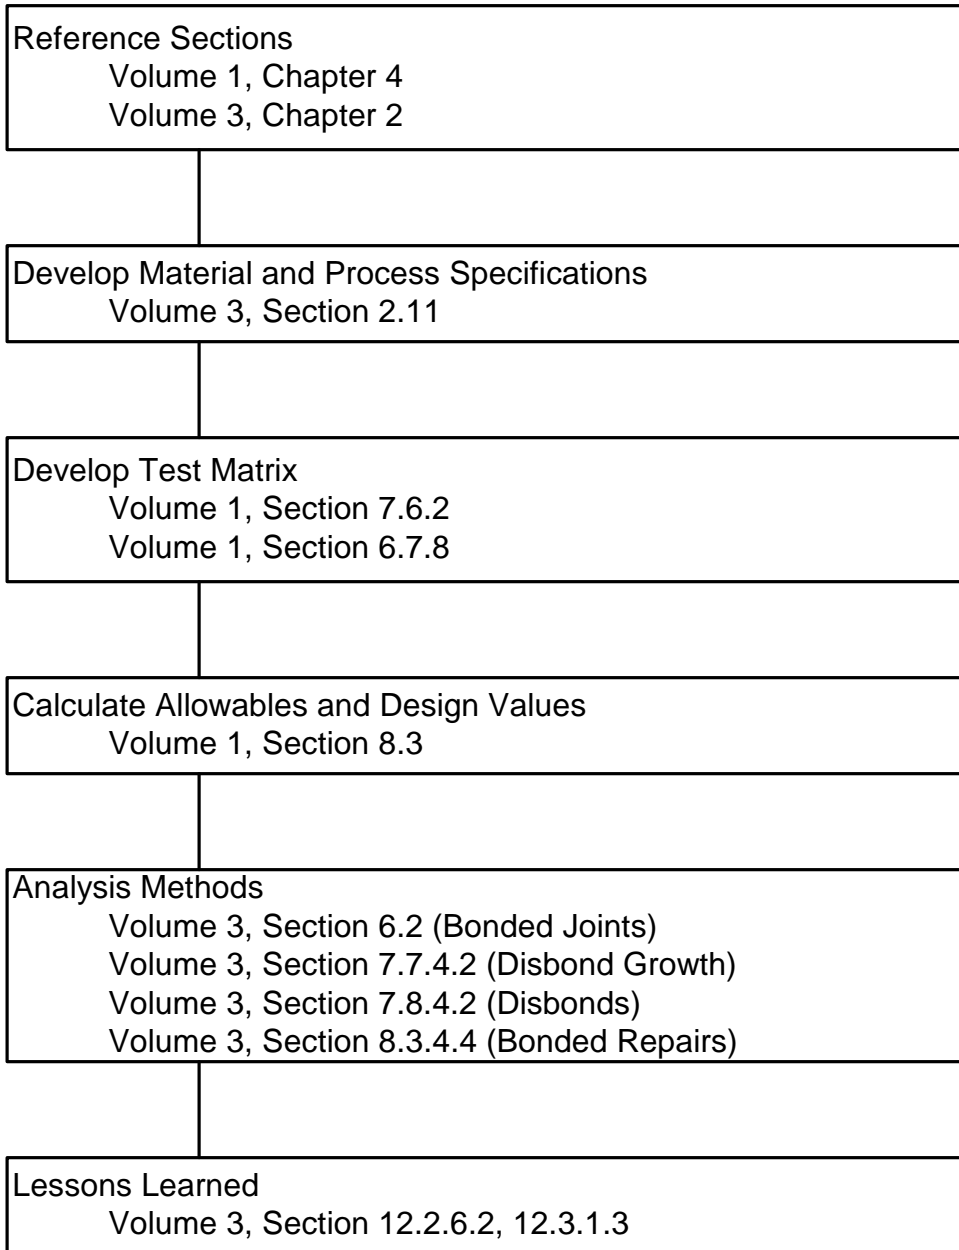 Reference Sections
Volume 1, Chapter 4
Volume 3, Chapter 2
Develop Material and Process Specifications
Volume 3, Section 2.11
Develop Test Matrix
Volume 1, Section 7.6.2
Volume 1, Section 6.7.8
Calculate Allowables and Design Values
Volume 1, Section 8.3
Analysis Methods
Volume 3, Section 6.2 (Bonded Joints)
Volume 3, Section 7.7.4.2 (Disbond Growth)
Volume 3, Section 7.8.4.2 (Disbonds)
Volume 3, Section 8.3.4.4 (Bonded Repairs)
Lessons Learned
Volume 3, Section 12.2.6.2, 12.3.1.3